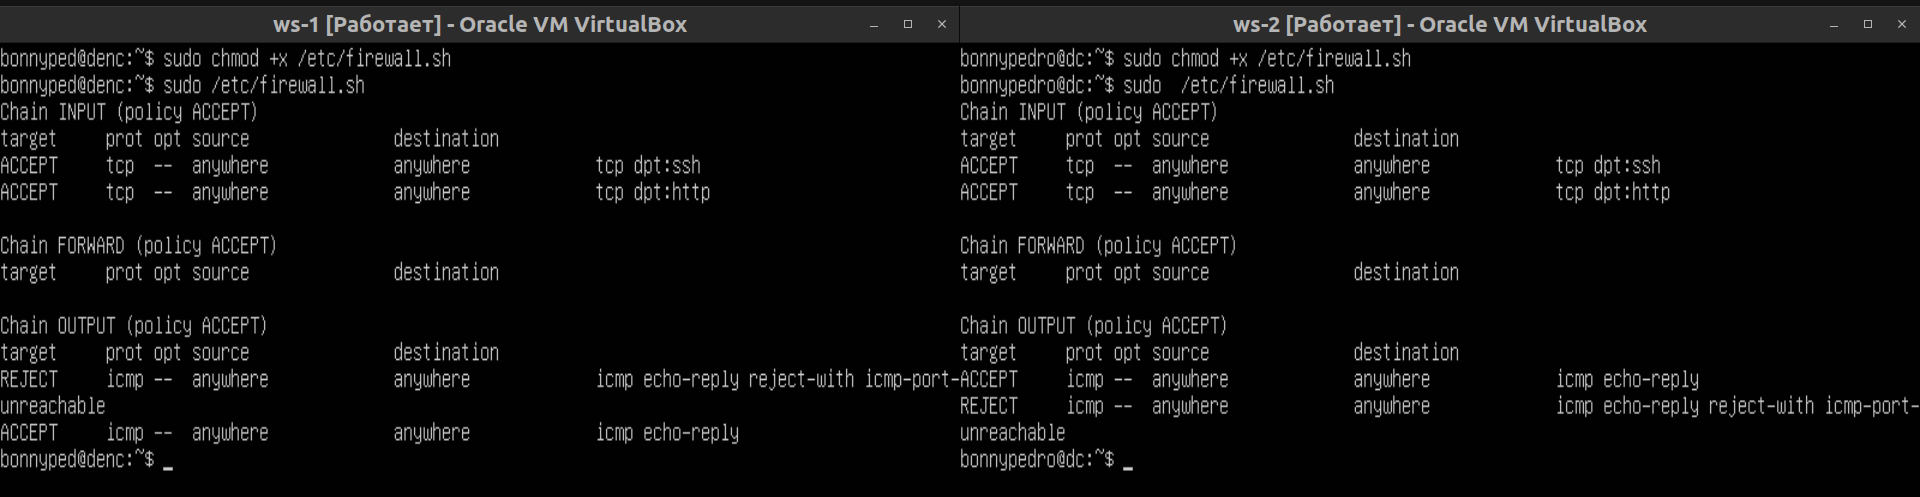 ws-1 [Работает] - Oracle VM VirtualBox
bonnyped@denc:~$ sudo chmod +x /etc/firewall.sh
bonnyped@denc:~$ sudo /etc/firewall.sh
Chain INPUT (policy ACCEPT)
target     prot opt source               destination
ACCEPT     tcp  --  anywhere             anywhere             tcp dpt:ssh
ACCEPT     tcp  --  anywhere             anywhere             tcp dpt:http

Chain FORWARD (policy ACCEPT)
target     prot opt source               destination

Chain OUTPUT (policy ACCEPT)
target     prot opt source               destination
REJECT     icmp --  anywhere             anywhere             icmp echo-reply reject-with icmp-port-
unreachable
ACCEPT     icmp --  anywhere             anywhere             icmp echo-reply
bonnyped@denc:~$ _
ws-2 [Работает] - Oracle VM VirtualBox
bonnypedro@dc:~$ sudo chmod +x /etc/firewall.sh
bonnypedro@dc:~$ sudo  /etc/firewall.sh
Chain INPUT (policy ACCEPT)
target     prot opt source               destination
ACCEPT     tcp  --  anywhere             anywhere             tcp dpt:ssh
ACCEPT     tcp  --  anywhere             anywhere             tcp dpt:http

Chain FORWARD (policy ACCEPT)
target     prot opt source               destination

Chain OUTPUT (policy ACCEPT)
target     prot opt source               destination
ACCEPT     icmp --  anywhere             anywhere             icmp echo-reply
REJECT     icmp --  anywhere             anywhere             icmp echo-reply reject-with icmp-port-
unreachable
bonnypedro@dc:~$ _